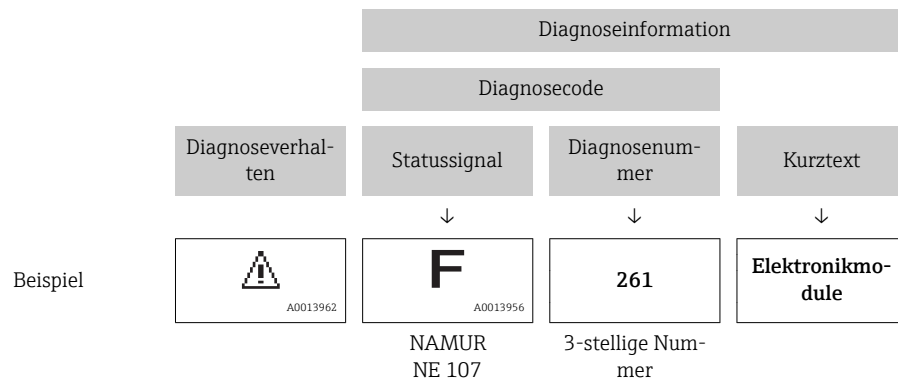 Diagnoseinformation
Diagnosecode
Diagnoseverhal-
ten
Statussignal
Diagnosenum-
mer
Kurztext
↓
↓
↓
Beispiel
A0013962
F
A0013956
261
Elektronikmo-
dule
NAMUR
NE 107
3-stellige Num-
mer